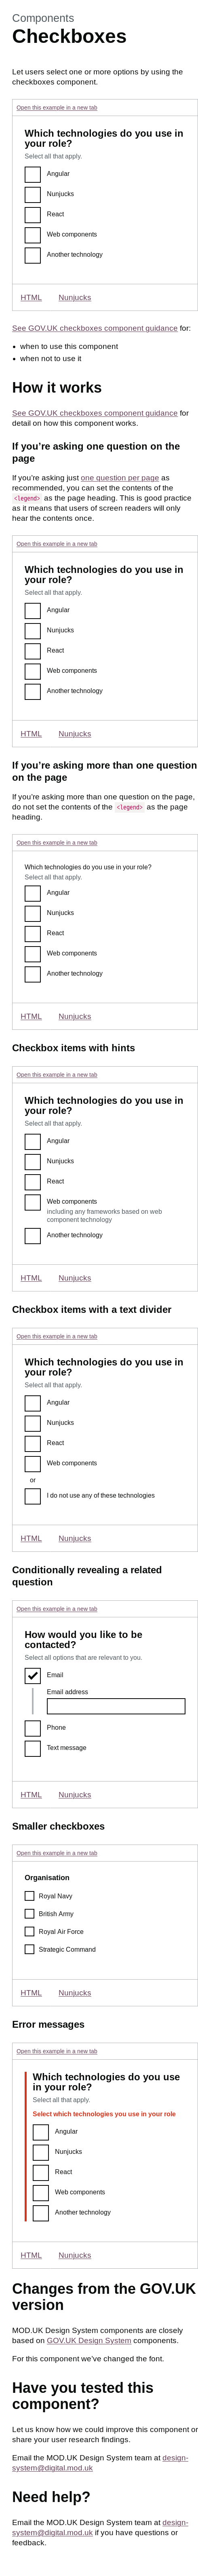 Components
Checkboxes
Let users select one or more options by using the
checkboxes component.
Open this example in a new tab
Which technologies do you use in
your role?
Select all that apply.
Angular
Nunjucks
React
Web components
Another technology
HTML Nunjucks
See GOV.UK checkboxes component guidance for:
• when to use this component
• when not to use it
How it works
See GOV.UK checkboxes component guidance for
detail on how this component works.
If you’re asking one question on the
page
If you’re asking just one question per page as
recommended, you can set the contents of the
<legend> as the page heading. This is good practice
as it means that users of screen readers will only
hear the contents once.
Open this example in a new tab
Which technologies do you use in
your role?
Select all that apply.
Angular
Nunjucks
React
Web components
Another technology
HTML Nunjucks
If you’re asking more than one question
on the page
If you’re asking more than one question on the page,
do not set the contents of the <legend> as the page
heading.
Open this example in a new tab
Which technologies do you use in your role?
Select all that apply.
Angular
Nunjucks
React
Web components
Another technology
HTML Nunjucks
Checkbox items with hints
Open this example in a new tab
Which technologies do you use in
your role?
Select all that apply.
Angular
Nunjucks
React
Web components
including any frameworks based on web
component technology
Another technology
HTML Nunjucks
Checkbox items with a text divider
Open this example in a new tab
Which technologies do you use in
your role?
Select all that apply.
Angular
Nunjucks
React
Web components
or
I do not use any of these technologies
HTML Nunjucks
Conditionally revealing a related
question
Open this example in a new tab
How would you like to be
contacted?
Select all options that are relevant to you.
Email
Email address
Phone
Text message
HTML Nunjucks
Smaller checkboxes
Open this example in a new tab
Organisation
Royal Navy
British Army
Royal Air Force
Strategic Command
HTML Nunjucks
Error messages
Open this example in a new tab
Which technologies do you use
in your role?
Select all that apply.
Select which technologies you use in your role
Angular
Nunjucks
React
Web components
Another technology
HTML Nunjucks
Changes from the GOV.UK
version
MOD.UK Design System components are closely
based on GOV.UK Design System components.
For this component we’ve changed the font.
Have you tested this
component?
Let us know how we could improve this component or
share your user research findings.
Email the MOD.UK Design System team at design-
system@digital.mod.uk
Need help?
Email the MOD.UK Design System team at design-
system@digital.mod.uk if you have questions or
feedback.